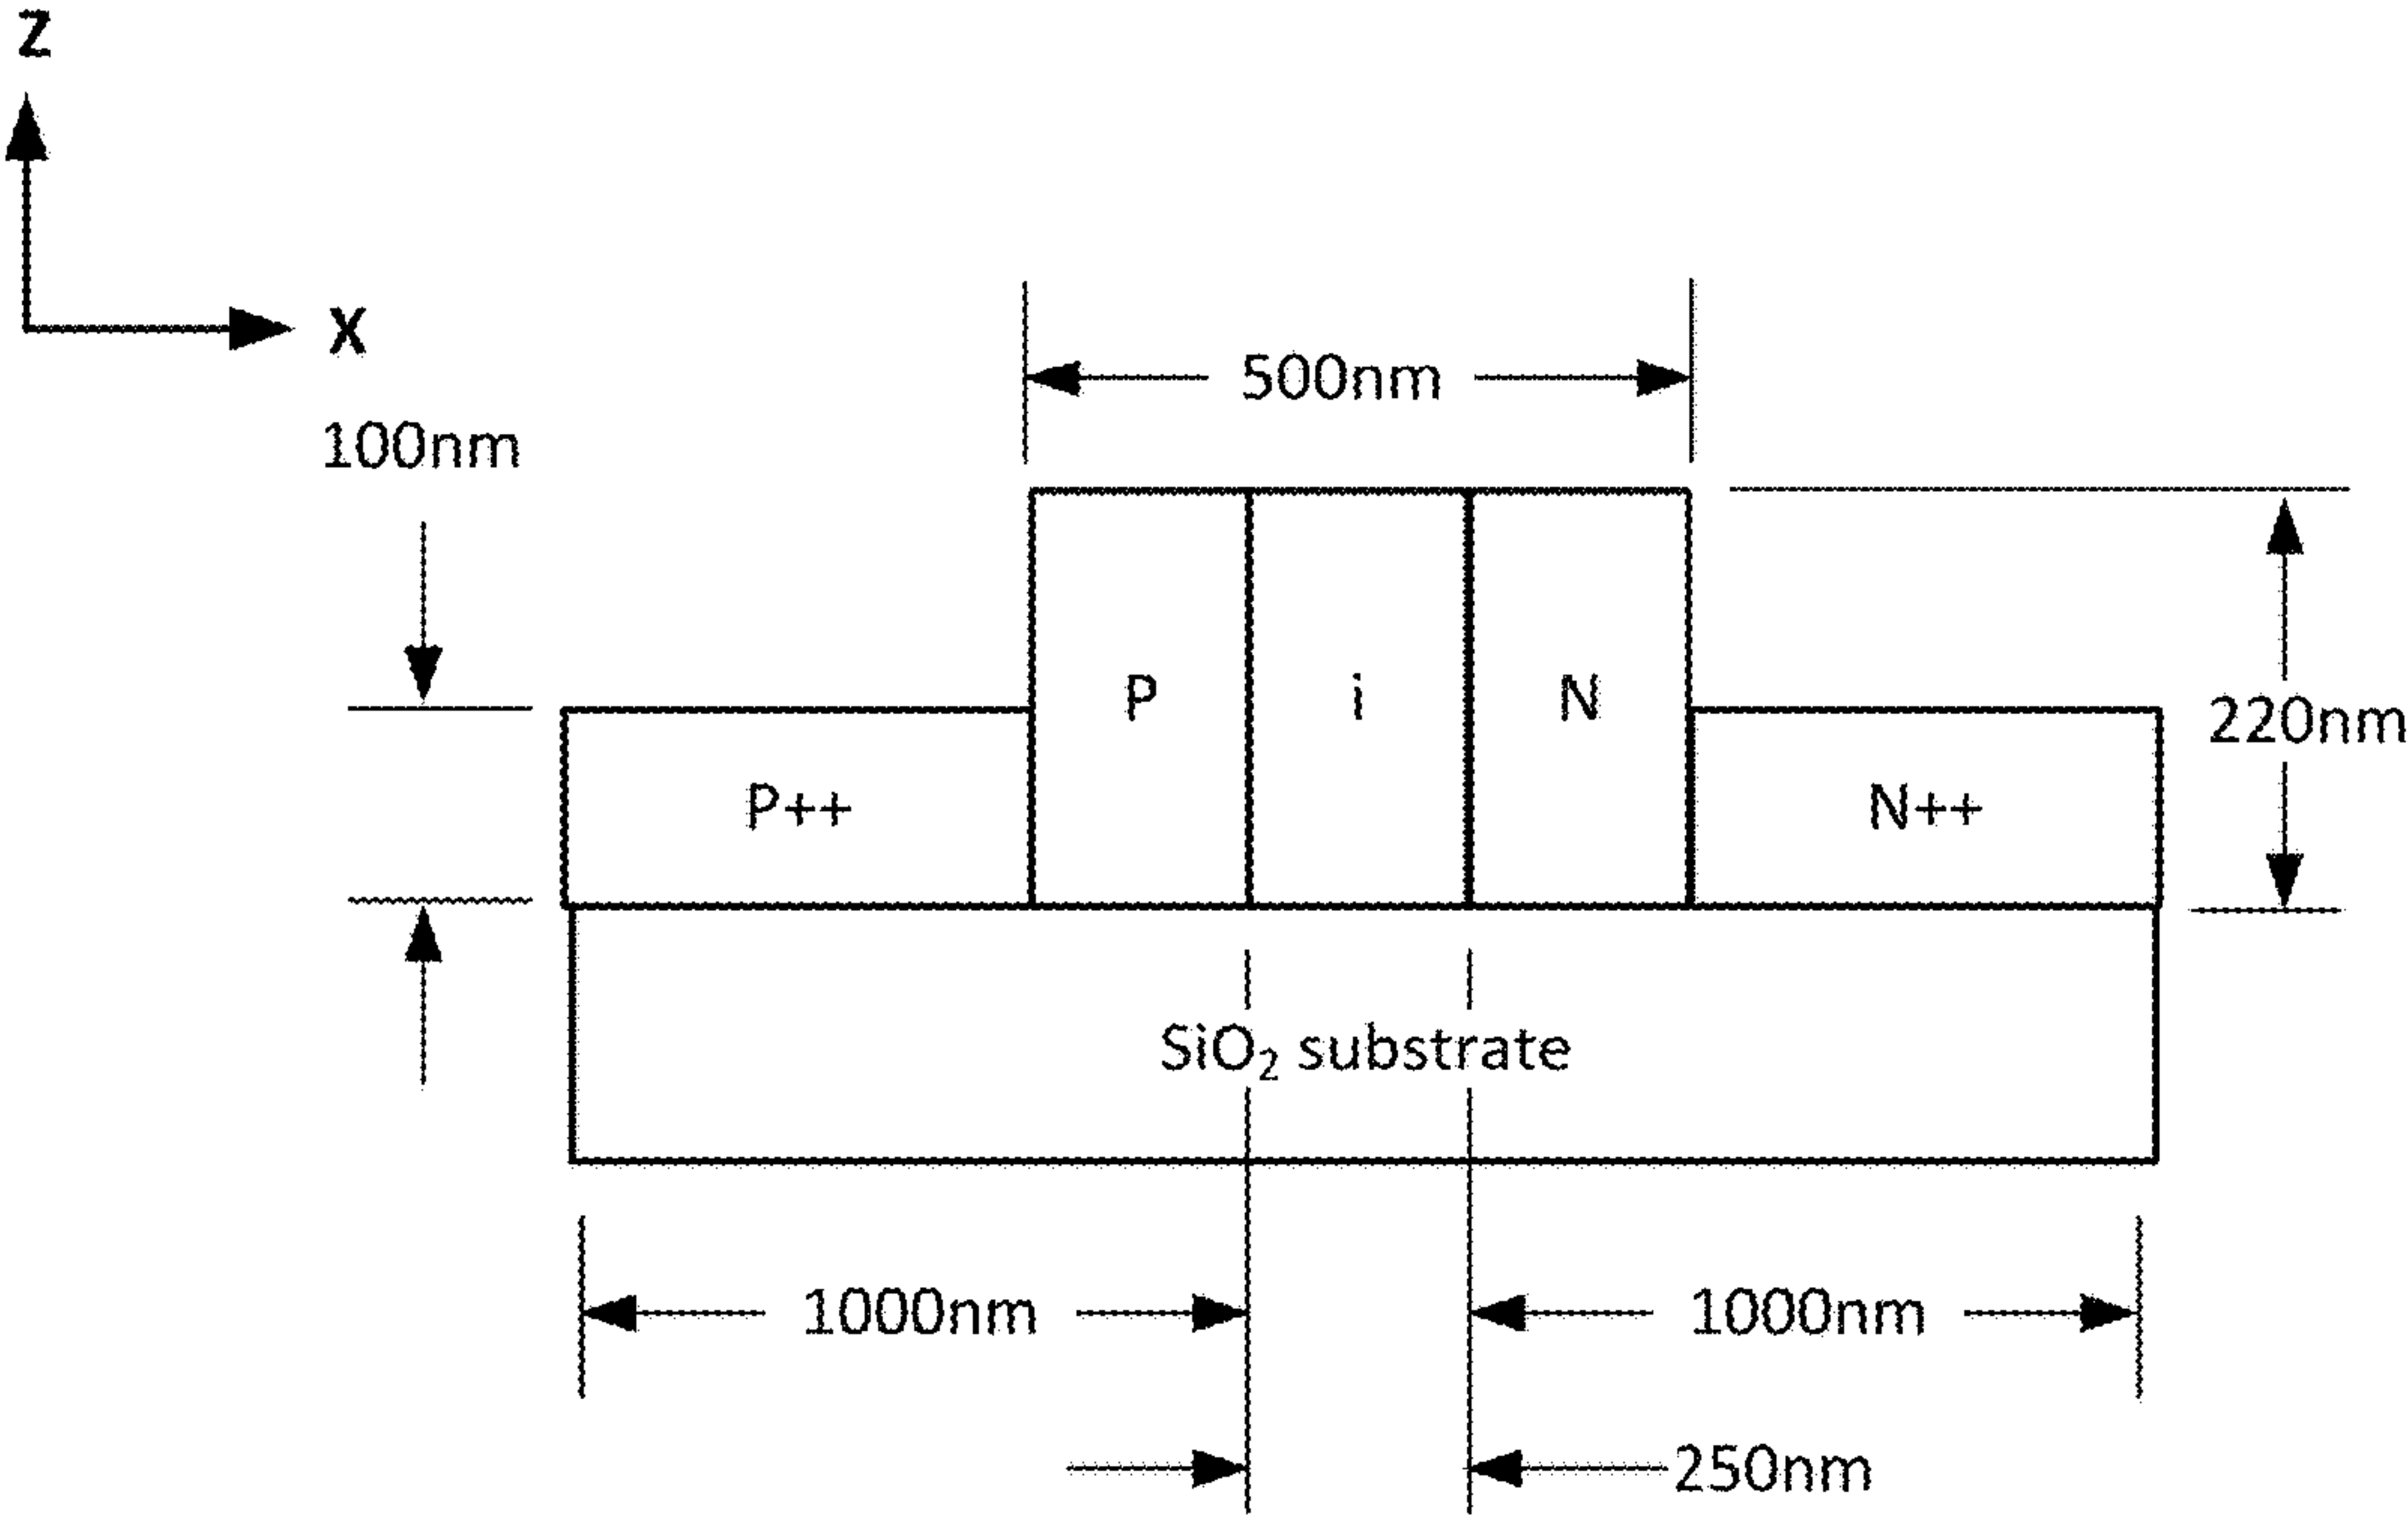 Z
X
500nm
100nm
P
i
N
220nm
P++
N++
SiO₂ substrate
1000nm
1000nm
250nm